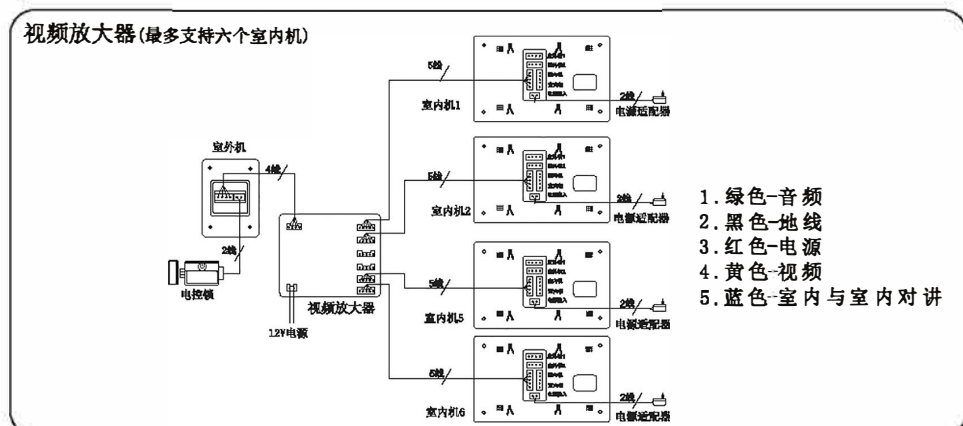 视频放大器(最多支持六个室内机)
5线
室内机1
2线
电源适配器
室外机
4线
5线
室内机2
2线
电源适配器
1.绿色-音频
2.黑色-地线
3.红色-电源
4.黄色-视频
5.蓝色-室内与室内对讲
2线
电控锁
视频放大器
12V电源
5线
室内机5
2线
电源适配器
5线
室内机6
2线
电源适配器